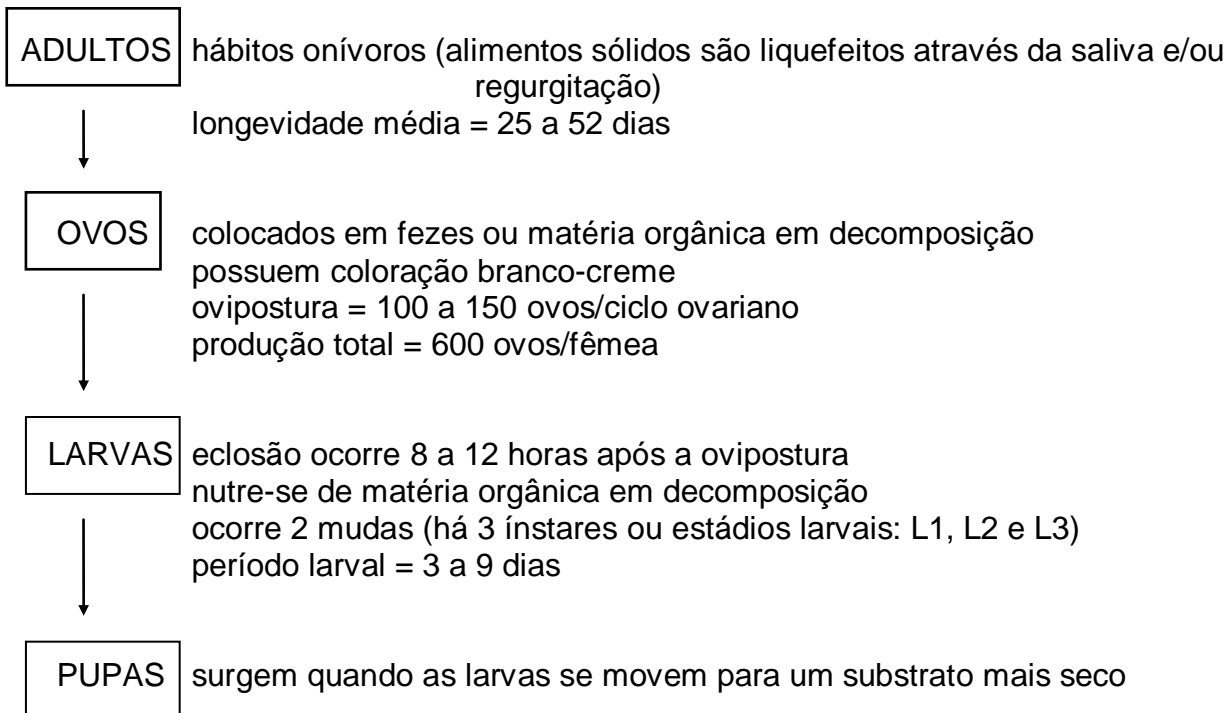 ADULTOS hábitos onívoros (alimentos sólidos são liquefeitos através da saliva e/ou
regurgitação)
longevidade média = 25 a 52 dias
OVOS colocados em fezes ou matéria orgânica em decomposição
possuem coloração branco-creme
ovipostura = 100 a 150 ovos/ciclo ovariano
produção total = 600 ovos/fêmea
LARVAS eclosão ocorre 8 a 12 horas após a ovipostura
nutre-se de matéria orgânica em decomposição
ocorre 2 mudas (há 3 ínstares ou estádios larvais: L1, L2 e L3)
período larval = 3 a 9 dias
PUPAS surgem quando as larvas se movem para um substrato mais seco